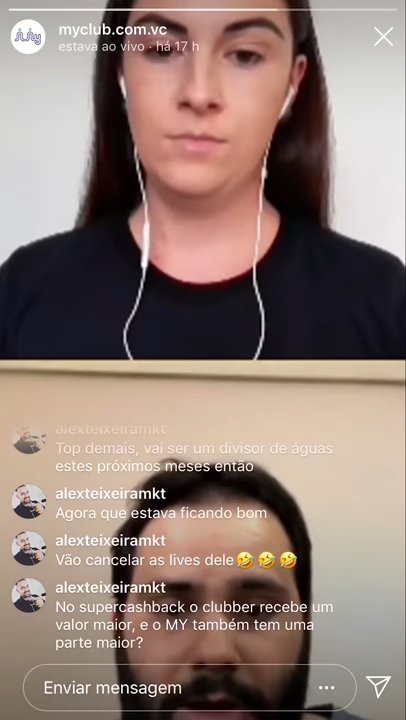 myclub.com.vc
estava ao vivo · há 17 h
alexteixeiramkt
Top demais, vai ser um divisor de águas
estes próximos meses então
alexteixeiramkt
Agora que estava ficando bom
alexteixeiramkt
Vão cancelar as lives dele🤣🤣🤣
alexteixeiramkt
No supercashback o clubber recebe um
valor maior, e o MY também tem uma
parte maior?
Enviar mensagem